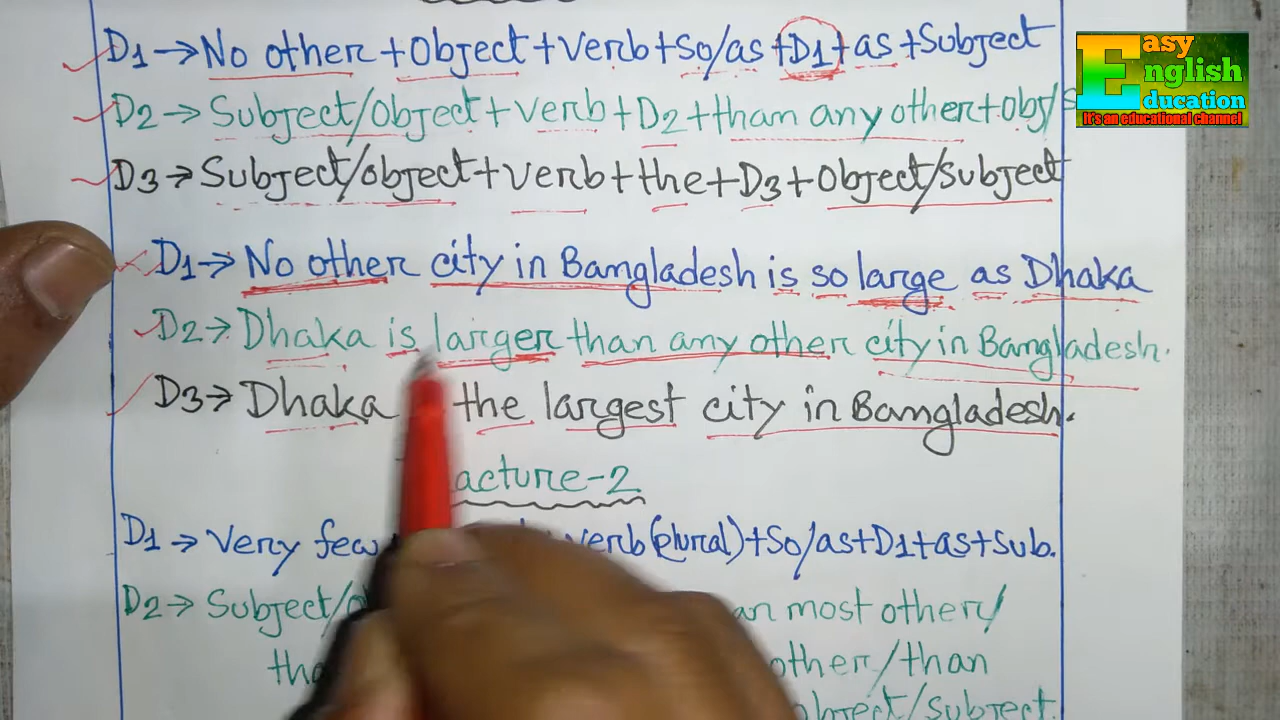 D1→No other+Object+verb+so/as+D1+as+Subject
D2→ Subject/Object+verb+D2+than any other+Obj/S
D3→Subject/object+verb+the+D3+Object/Subject
D1→No other city in Bangladesh is so large as Dhaka
D2→Dhaka is larger than any other city in Bangladesh.
D3→Dhaka the largest city in Bangladesh.
acture-2
D1→Very few verb(plural)+So/as+D1+as+Sub.
D2→ Subject/ most other/
other/than
object/subject.
Easy
English
Education
It's an educational channel